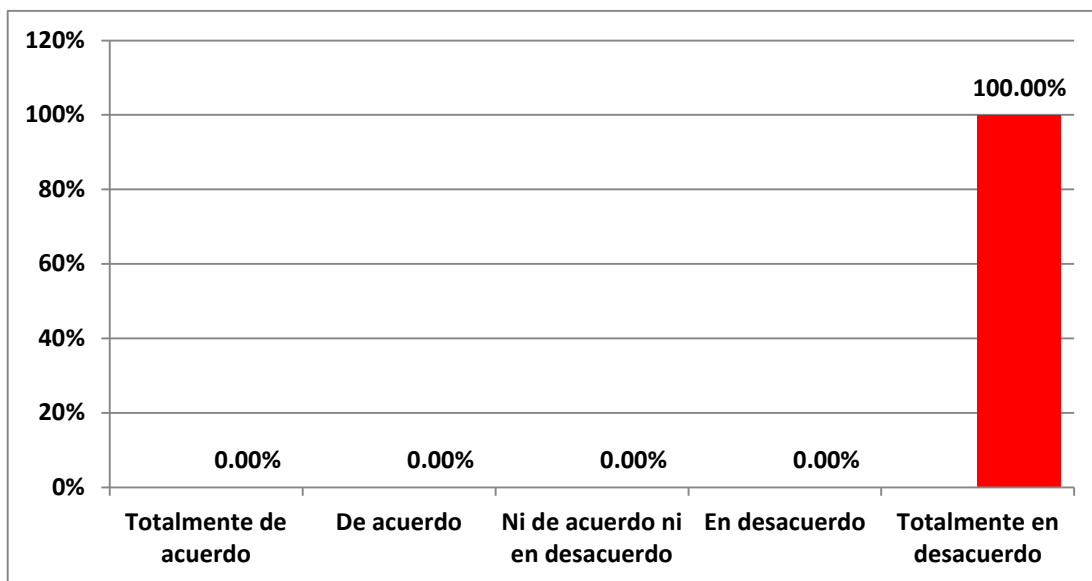 120%
100.00%
100%
80%
60%
40%
20%
0.00% 0.00% 0.00% 0.00%
0%
Totalmente de De acuerdo Ni de acuerdo ni En desacuerdo Totalmente en
acuerdo en desacuerdo desacuerdo